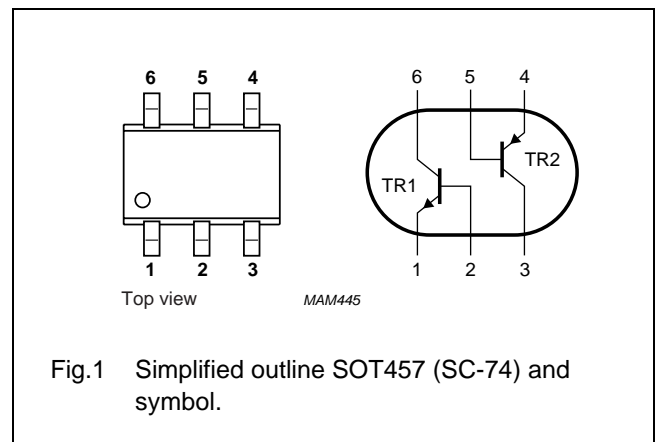 6 5 4
6 5 4
TR1
TR2
1 2 3
1 2 3
Top view
MAM445
Fig.1 Simplified outline SOT457 (SC-74) and
symbol.